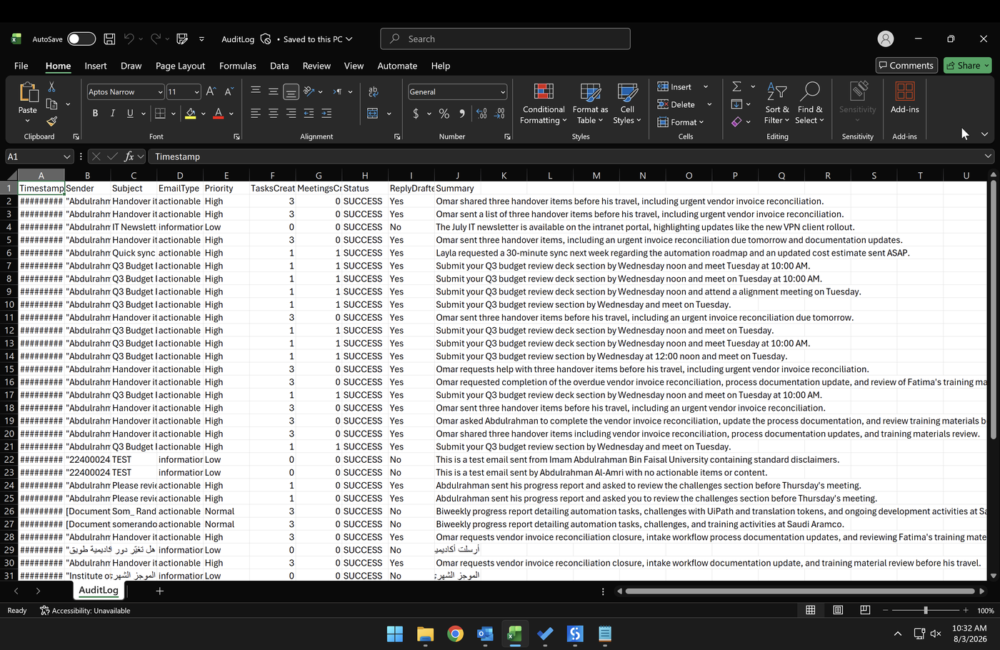 AutoSave AuditLog • Saved to this PC Search
File Home Insert Draw Page Layout Formulas Data Review View Automate Help Comments Share
Paste Aptos Narrow 11 General Conditional Formatting Format as Table Cell Styles Insert Delete Format Sort & Filter Find & Select Sensitivity Add-ins
B I U A $ % ,
Clipboard Font Alignment Number Styles Cells Editing Sensitivity Add-ins
A1 fx Timestamp
A B C D E F G H I J K L M N O P Q R S T U
1 Timestamp Sender Subject EmailType Priority TasksCreat MeetingsCr Status ReplyDrafte Summary
2 ######### "Abdulrahm Handover it actionable High 3 0 SUCCESS Yes Omar shared three handover items before his travel, including urgent vendor invoice reconciliation.
3 ######### "Abdulrahm Handover it actionable High 3 0 SUCCESS Yes Omar sent a list of three handover items before his travel, including urgent vendor invoice reconciliation.
4 ######### "Abdulrahm IT Newslett informatior Low 0 0 SUCCESS No The July IT newsletter is available on the intranet portal, highlighting updates like the new VPN client rollout.
5 ######### "Abdulrahm Handover it actionable High 3 0 SUCCESS Yes Omar sent three handover items, including an urgent invoice reconciliation due tomorrow and documentation updates.
6 ######### "Abdulrahm Quick sync actionable High 1 1 SUCCESS Yes Layla requested a 30-minute sync next week regarding the automation roadmap and an updated cost estimate sent ASAP.
7 ######### "Abdulrahm Q3 Budget I actionable High 1 1 SUCCESS Yes Submit your Q3 budget review deck section by Wednesday noon and meet Tuesday at 10:00 AM.
8 ######### "Abdulrahm Q3 Budget I actionable High 1 1 SUCCESS Yes Submit your Q3 budget review deck section by Wednesday noon and meet on Tuesday at 10:00 AM.
9 ######### "Abdulrahm Q3 Budget I actionable High 1 1 SUCCESS Yes Submit your Q3 budget review deck section by Wednesday noon and attend a alignment meeting on Tuesday.
10 ######### "Abdulrahm Q3 Budget I actionable High 1 1 SUCCESS Yes Submit your Q3 budget review section by Wednesday and meet on Tuesday.
11 ######### "Abdulrahm Handover it actionable High 3 0 SUCCESS Yes Omar sent three handover items before his travel, including an urgent invoice reconciliation due tomorrow.
12 ######### "Abdulrahm Q3 Budget I actionable High 1 1 SUCCESS Yes Submit your Q3 budget review deck section by Wednesday noon and meet on Tuesday.
13 ######### "Abdulrahm Q3 Budget I actionable High 1 1 SUCCESS Yes Submit your Q3 budget review deck section by Wednesday noon and meet on Tuesday at 10:00 AM.
14 ######### "Abdulrahm Q3 Budget I actionable High 1 1 SUCCESS Yes Submit your Q3 budget review section by Wednesday at 12:00 noon and meet on Tuesday.
15 ######### "Abdulrahm Handover it actionable High 3 0 SUCCESS Yes Omar requests help with three handover items before his travel, including urgent vendor invoice reconciliation.
16 ######### "Abdulrahm Handover it actionable High 3 0 SUCCESS Yes Omar requested completion of the overdue vendor invoice reconciliation, process documentation update, and review of Fatima's training ma
17 ######### "Abdulrahm Q3 Budget I actionable High 1 1 SUCCESS Yes Submit your Q3 budget review deck section by Wednesday noon and meet on Tuesday at 10:00 AM.
18 ######### "Abdulrahm Handover it actionable High 3 0 SUCCESS Yes Omar sent three handover items before his travel, including an urgent vendor invoice reconciliation.
19 ######### "Abdulrahm Handover it actionable High 3 0 SUCCESS Yes Omar asked Abdulrahman to complete the vendor invoice reconciliation, update the process documentation, and review training materials b
20 ######### "Abdulrahm Handover it actionable High 3 0 SUCCESS Yes Omar shared three handover items including vendor invoice reconciliation, process documentation updates, and training materials review.
21 ######### "Abdulrahm Q3 Budget I actionable High 1 1 SUCCESS Yes Submit your Q3 budget review section by Wednesday and meet on Tuesday.
22 ######### "22400024 TEST informatior Low 0 0 SUCCESS No This is a test email sent from Imam Abdulrahman Bin Faisal University containing standard disclaimers.
23 ######### "22400024 TEST informatior Low 0 0 SUCCESS No This is a test email sent by Abdulrahman Al-Amri with no actionable items or content.
24 ######### "Abdulrahm Please revie actionable High 1 0 SUCCESS Yes Abdulrahman sent his progress report and asked to review the challenges section before Thursday's meeting.
25 ######### "Abdulrahm Please revie actionable High 1 0 SUCCESS Yes Abdulrahman sent his progress report and asked you to review the challenges section before Thursday's meeting.
26 ######### [Document Som_ Rand actionable Normal 3 0 SUCCESS No Biweekly progress report detailing automation tasks, challenges with UiPath and translation tokens, and ongoing development activities at Sa
27 ######### [Document somerando actionable Normal 3 0 SUCCESS No Biweekly progress report detailing automation tasks, challenges, and training activities at Saudi Aramco.
28 ######### "Abdulrahm Handover it actionable High 3 0 SUCCESS Yes Omar requests vendor invoice reconciliation closure, intake workflow process documentation updates, and reviewing Fatima's training mate
29 ######### "أكاديمية طويق هل تغيّر دور informatior Low 0 0 SUCCESS No أرسلت أكاديمي
30 ######### "Abdulrahm Handover it actionable High 3 0 SUCCESS Yes Omar requests vendor invoice reconciliation closure, intake workflow documentation update, and training material review before his travel.
31 ######### "Institute o الموجز الشهر informatior Low 0 0 SUCCESS No الموجز الشهر
AuditLog
Ready Accessibility: Unavailable 100%
10:32 AM
8/3/2026